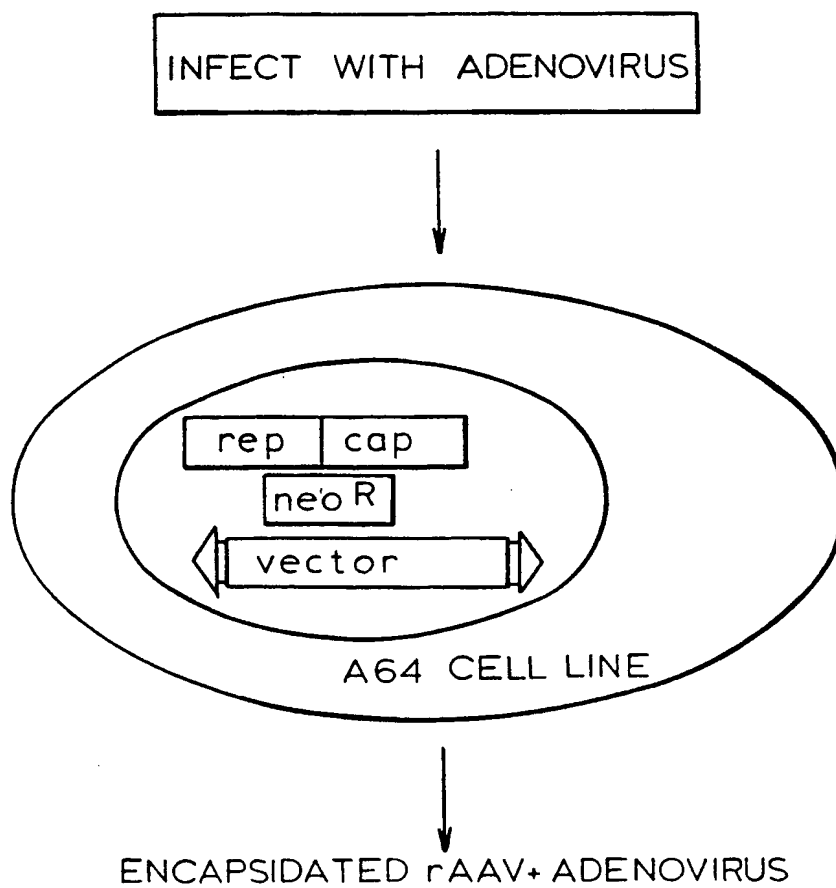 INFECT WITH ADENOVIRUS
rep cap
neo R
vector
A64 CELL LINE
ENCAPSIDATED rAAV+ ADENOVIRUS